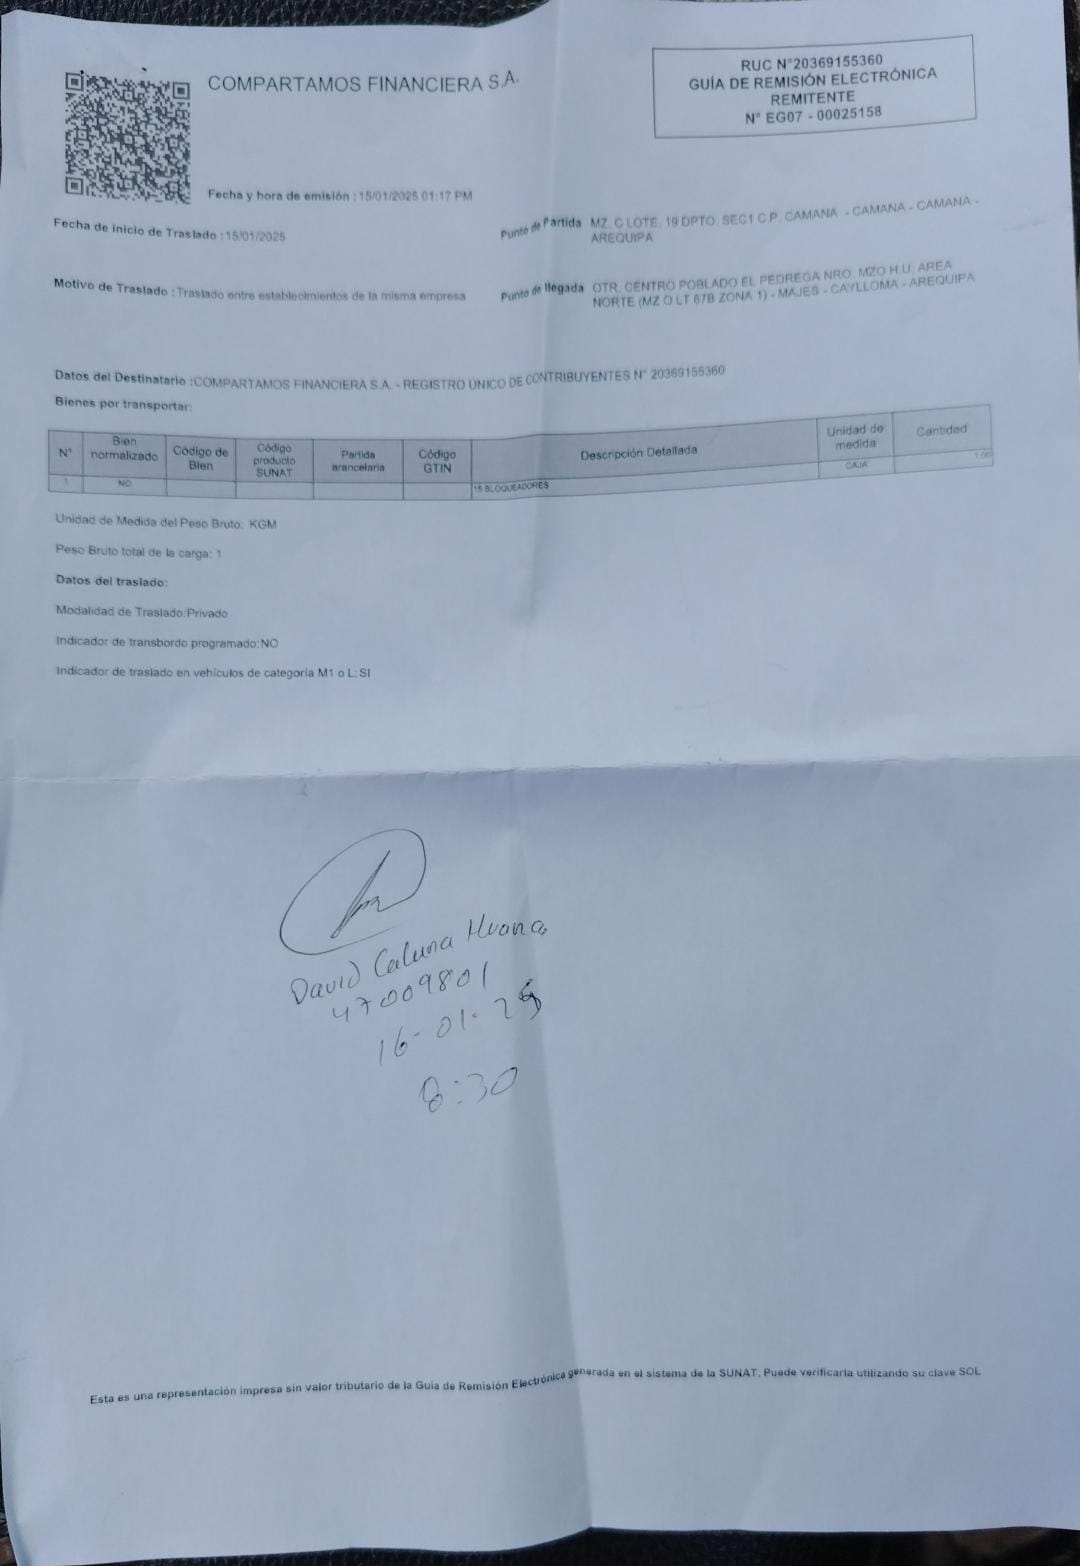 COMPARTAMOS FINANCIERA S.A.
RUC N°20369155360
GUÍA DE REMISIÓN ELECTRÓNICA
REMITENTE
N° EG07 - 00025158
Fecha y hora de emisión : 15/01/2025 01:17 PM
Fecha de Inicio de Traslado : 15/01/2025
Punto de Partida MZ. C LOTE. 19 DPTO. SEC1 C.P. CAMANA - CAMANA - CAMANA -
AREQUIPA
Motivo de Traslado : Traslado entre establecimientos de la misma empresa
Punto de llegada OTR. CENTRO POBLADO EL PEDREGA NRO. MZO H.U. AREA
NORTE (MZ O LT 67B ZONA 1) - MAJES - CAYLLOMA - AREQUIPA
Datos del Destinatario :COMPARTAMOS FINANCIERA S.A. - REGISTRO UNICO DE CONTRIBUYENTES N° 20369155360
Bienes por transportar:
N° Bien normalizado Código de Bien Código producto SUNAT Partida arancelaria Código GTIN Descripción Detallada Unidad de medida Cantidad
1 NO 15 BLOQUEADORES CAJA 1.00
Unidad de Medida del Peso Bruto: KGM
Peso Bruto total de la carga: 1
Datos del traslado:
Modalidad de Traslado:Privado
Indicador de transbordo programado:NO
Indicador de traslado en vehículos de categoría M1 o L: SI
David Caluna Huana
47009801
16-01-25
8:30
Esta es una representación impresa sin valor tributario de la Guía de Remisión Electrónica generada en el sistema de la SUNAT. Puede verificarla utilizando su clave SOL